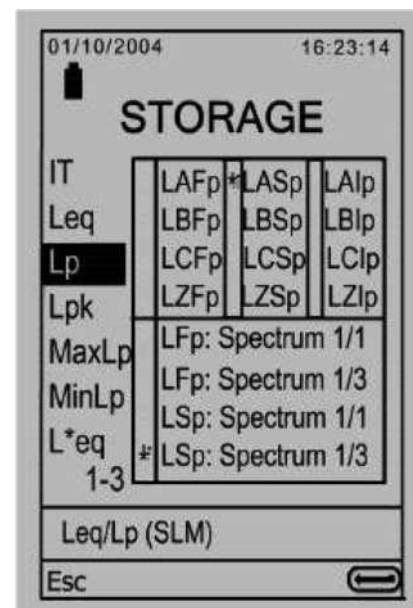 01/10/2004 16:23:14
STORAGE
IT
Leq
Lp
Lpk
MaxLp
MinLp
L*eq
1-3
LAFp *LASp LAIp
LBFp LBSp LBIp
LCFp LCSp LCIp
LZFp LZSp LZIp
LFp: Spectrum 1/1
LFp: Spectrum 1/3
LSp: Spectrum 1/1
* LSp: Spectrum 1/3
Leq/Lp (SLM)
Esc